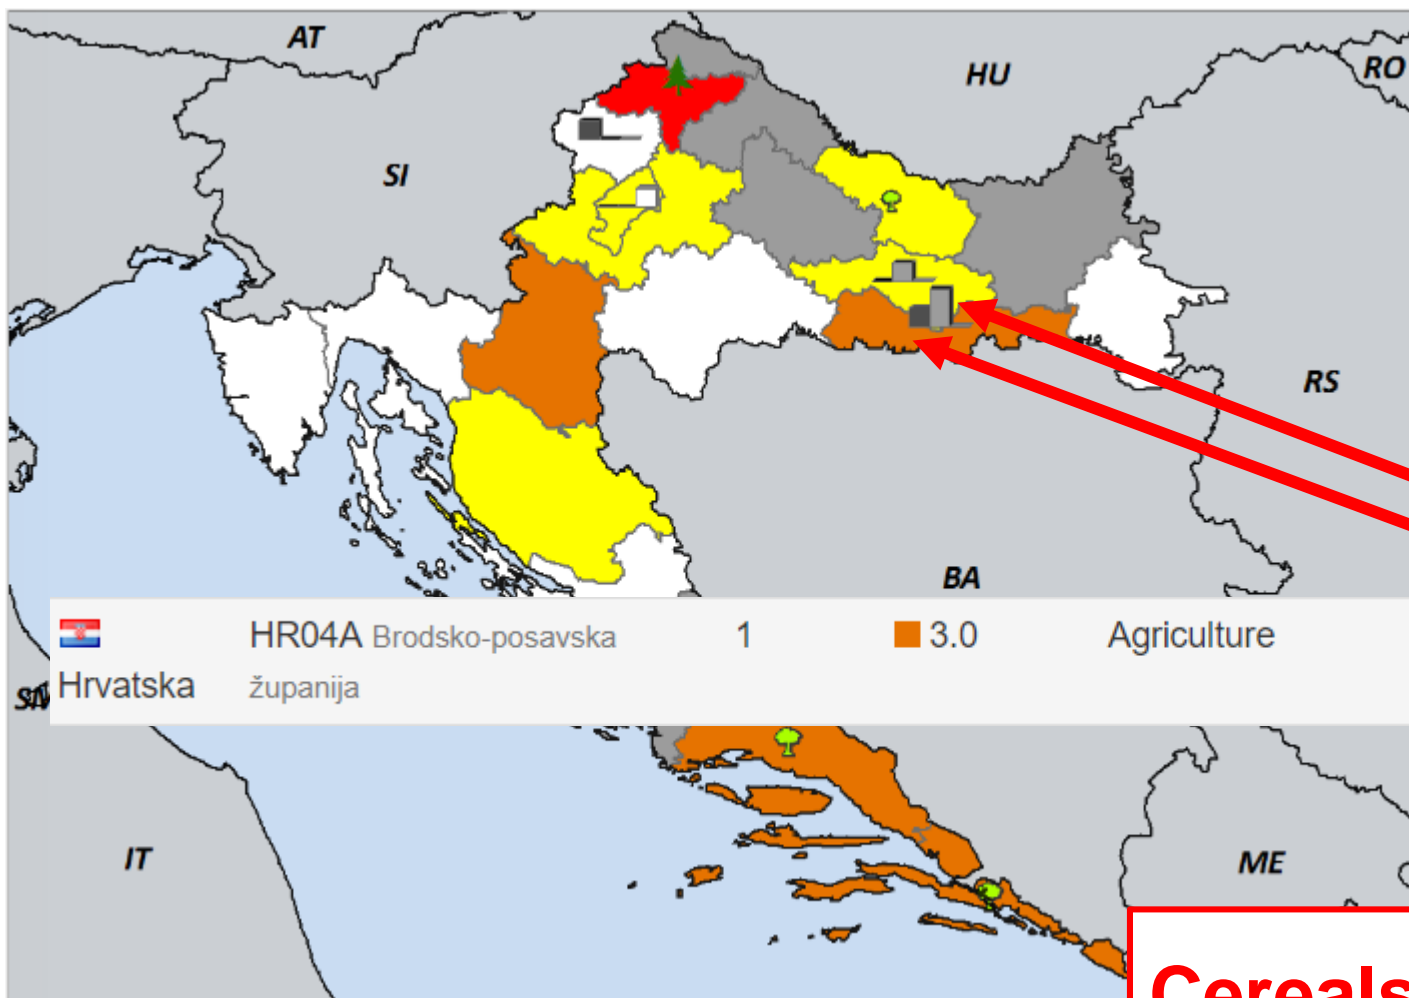 AT
HU
RO
SI
RS
BA
HR04A Brodsko-posavska 1 3.0 Agriculture
Hrvatska županija
IT
ME
Cereals